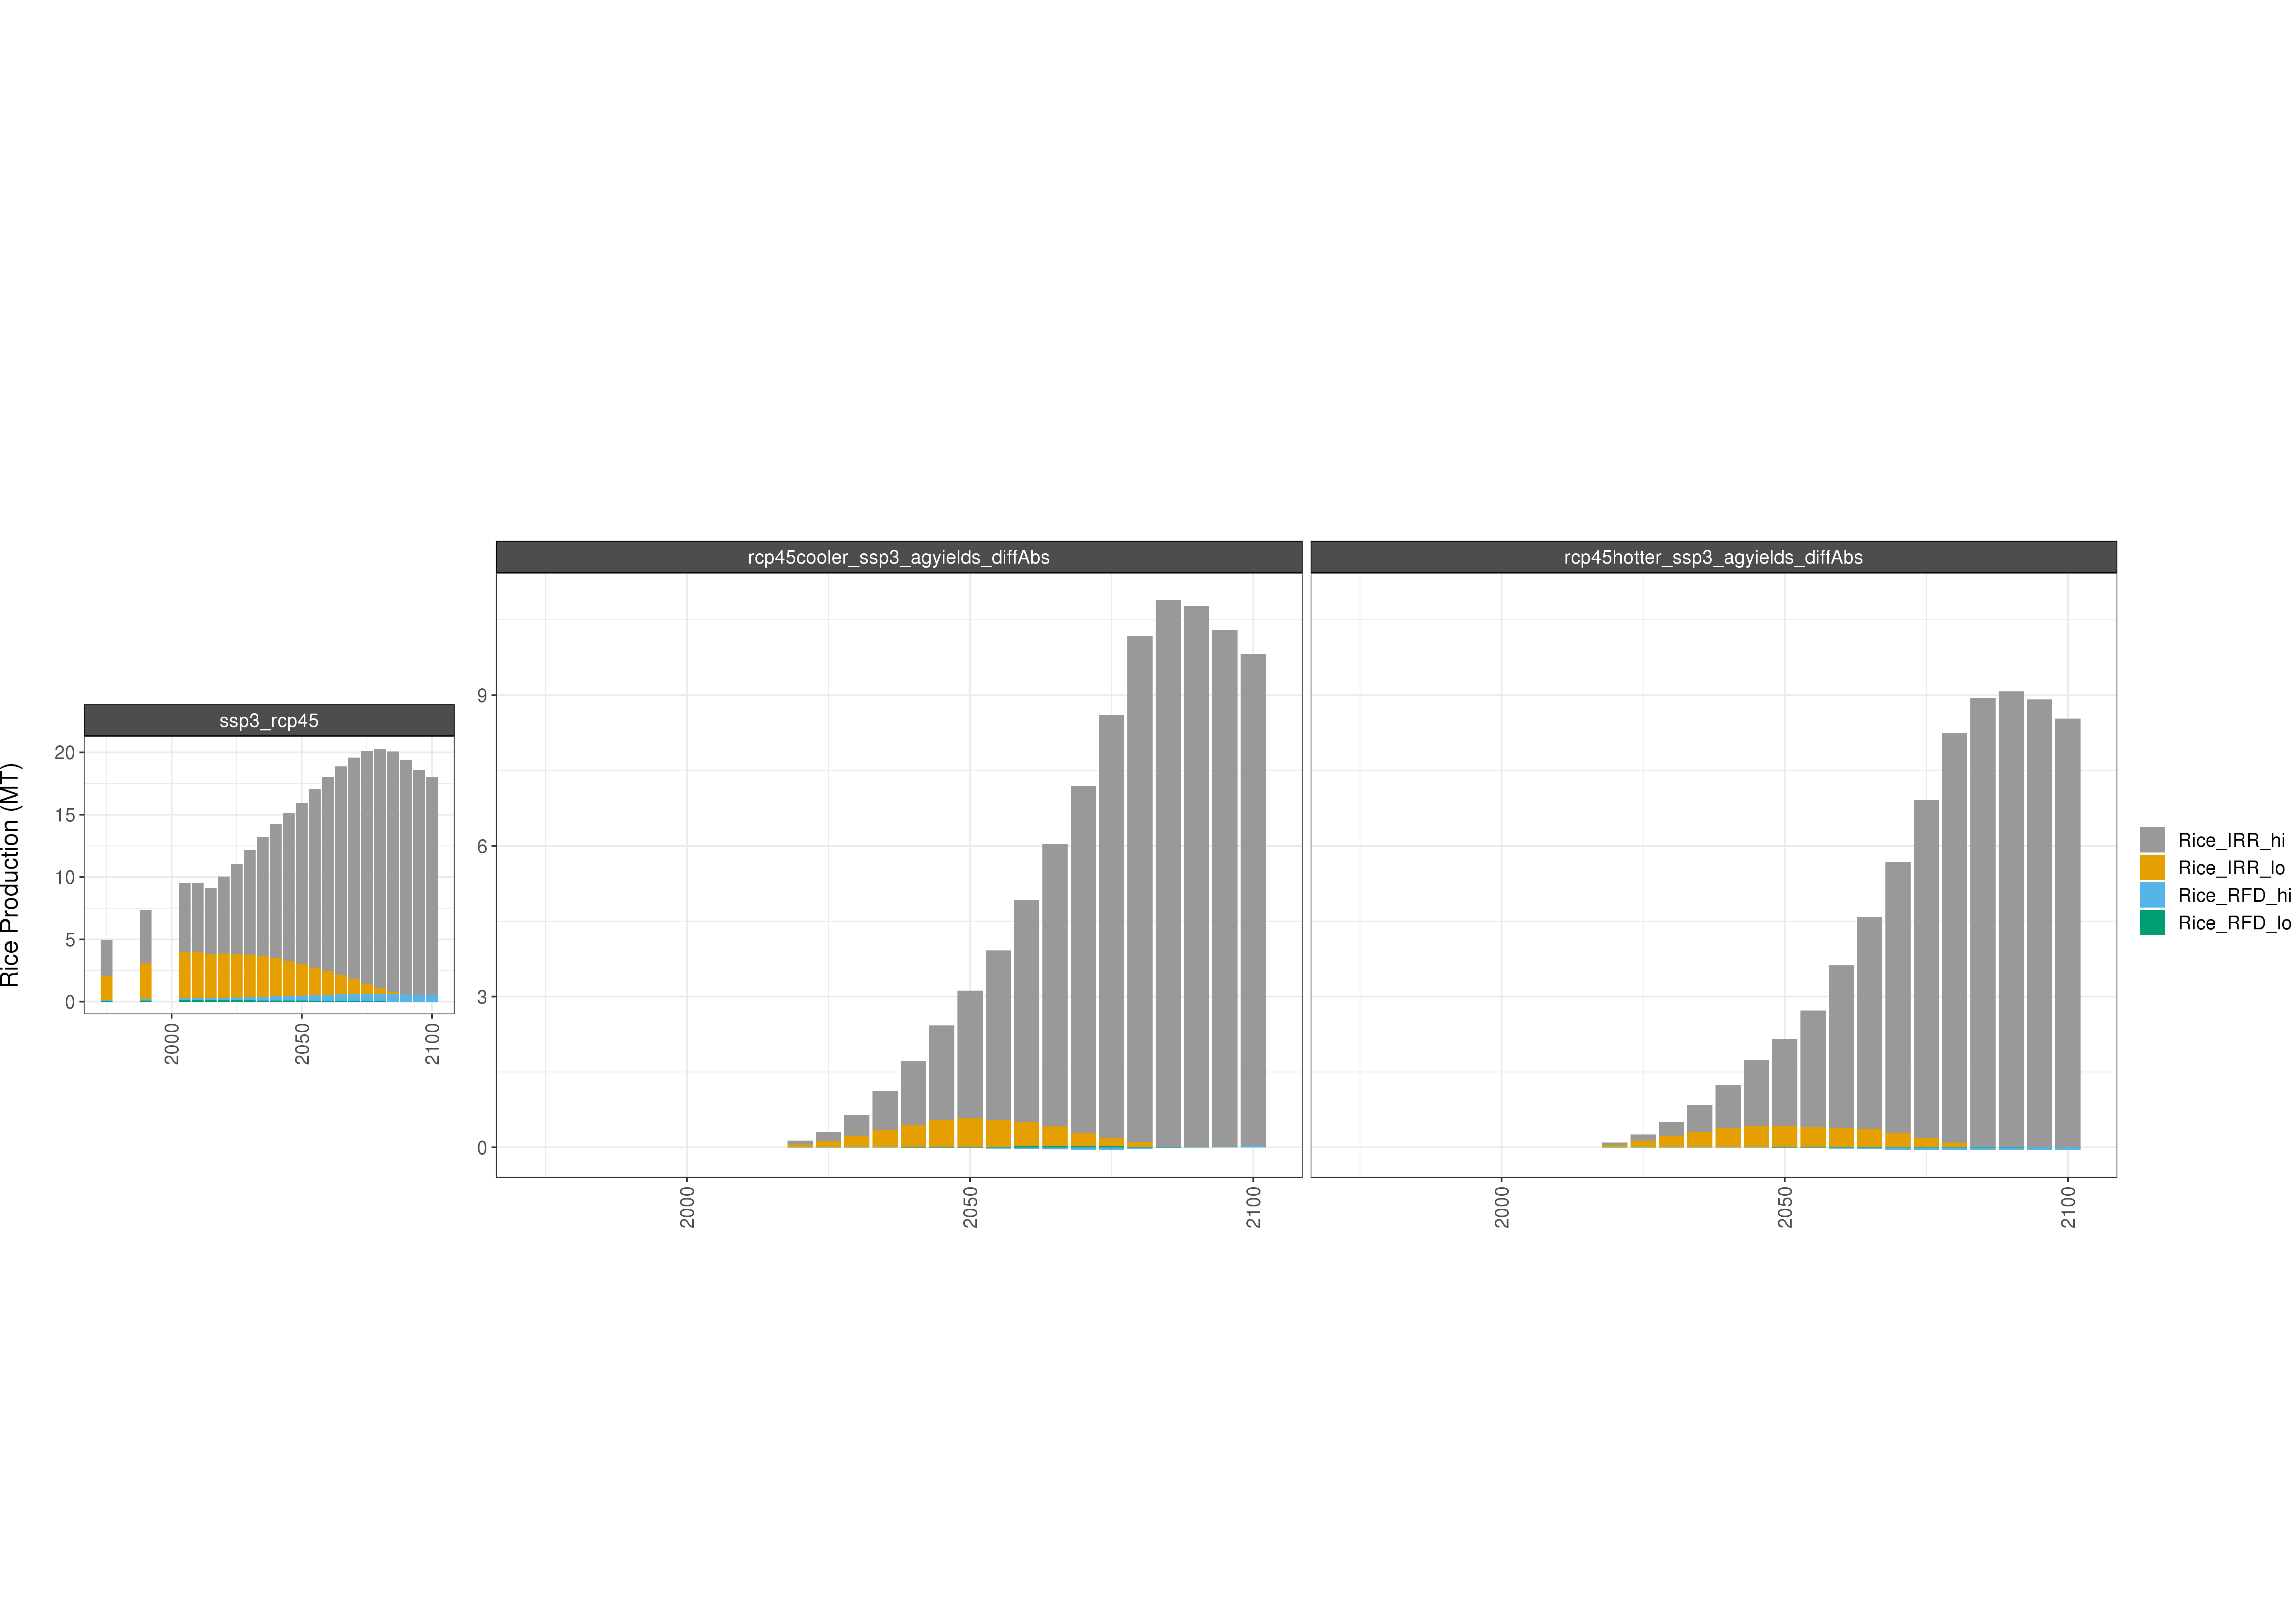 Rice Production (MT)
ssp3_rcp45
20
15
10
5
0
2000
2050
2100
rcp45cooler_ssp3_agyields_diffAbs
rcp45hotter_ssp3_agyields_diffAbs
9
6
3
0
2000
2050
2100
2000
2050
2100
Rice_IRR_hi
Rice_IRR_lo
Rice_RFD_hi
Rice_RFD_lo